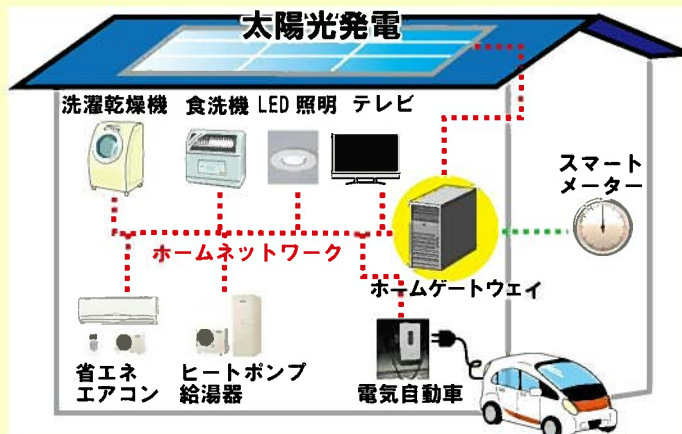 太陽光発電
洗濯乾燥機 食洗機 LED 照明 テレビ
スマート
メーター
ホームネットワーク
ホームゲートウェイ
省エネ
エアコン
ヒートポンプ
給湯器
電気自動車